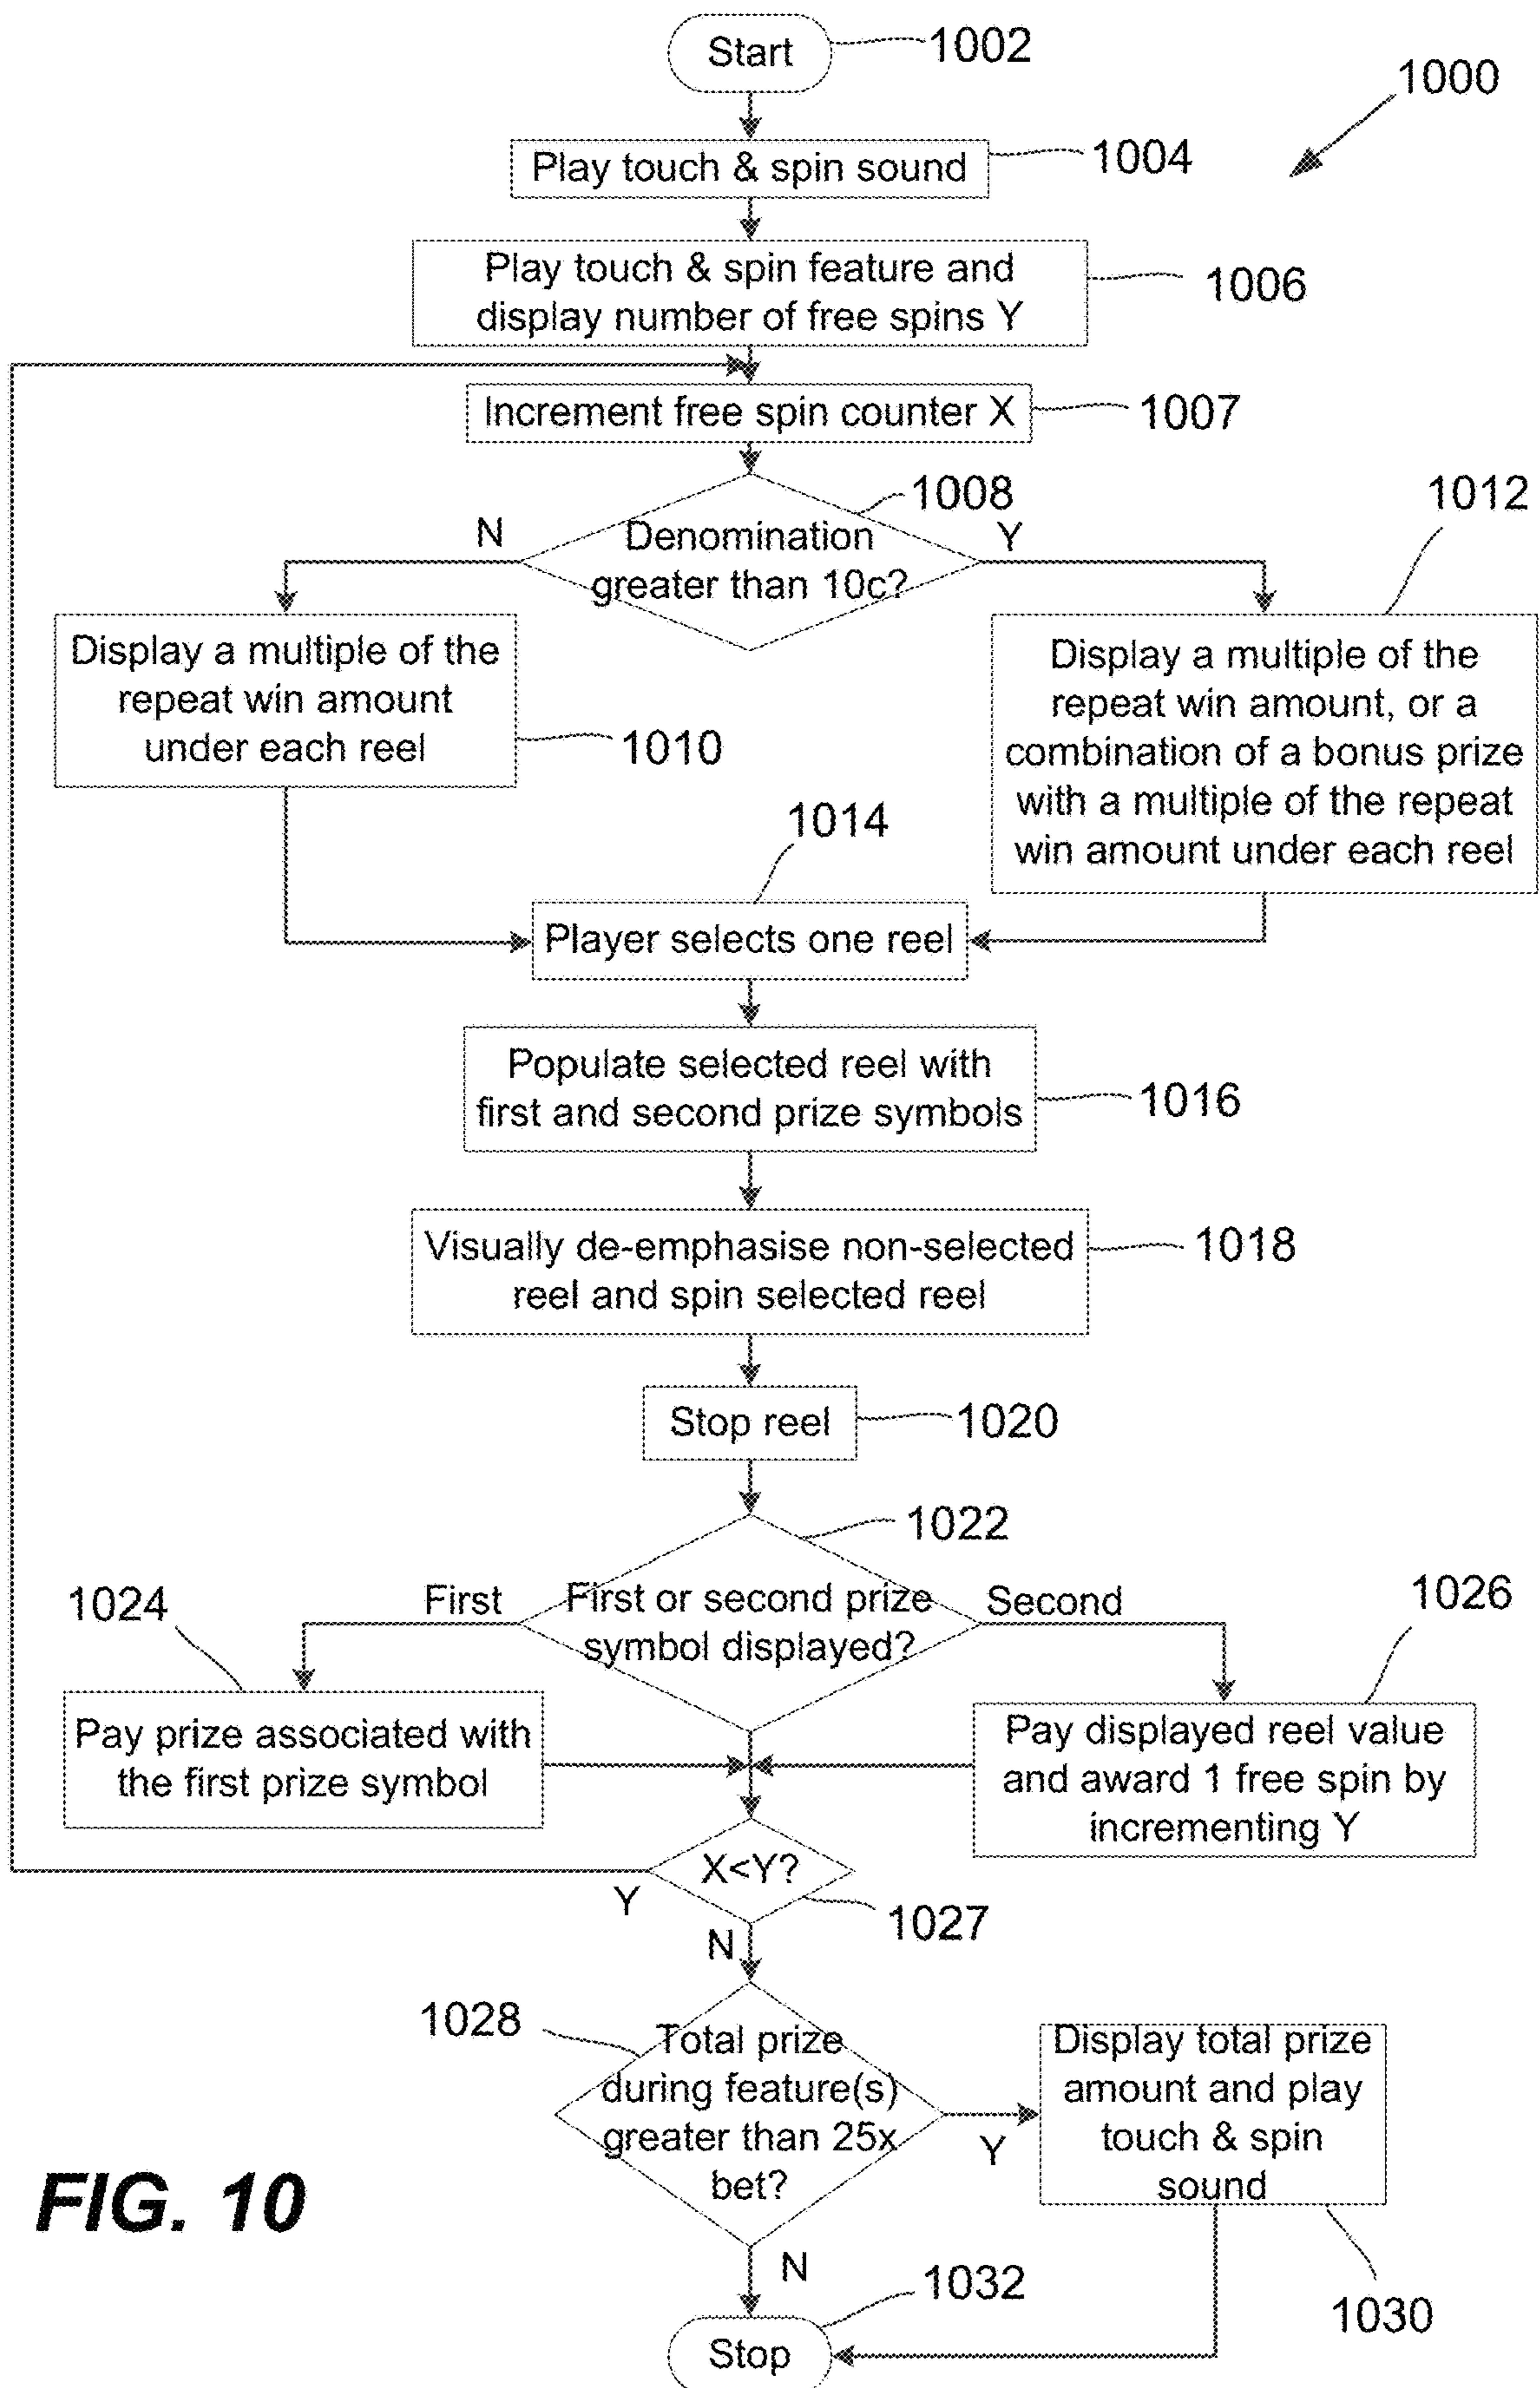 Start
1002
1000
Play touch & spin sound
1004
Play touch & spin feature and
display number of free spins Y
1006
Increment free spin counter X
1007
1008
1012
N
Denomination
greater than 10c?
Y
Display a multiple of the
repeat win amount
under each reel
1010
Display a multiple of the
repeat win amount, or a
combination of a bonus prize
with a multiple of the repeat
win amount under each reel
1014
Player selects one reel
Populate selected reel with
first and second prize symbols
1016
Visually de-emphasise non-selected
reel and spin selected reel
1018
Stop reel
1020
1022
1024
First
First or second prize
symbol displayed?
Second
1026
Pay prize associated with
the first prize symbol
Pay displayed reel value
and award 1 free spin by
incrementing Y
X<Y?
Y
1027
N
1028
Total prize
during feature(s)
greater than 25x
bet?
Y
Display total prize
amount and play
touch & spin
sound
FIG. 10
N
1032
1030
Stop